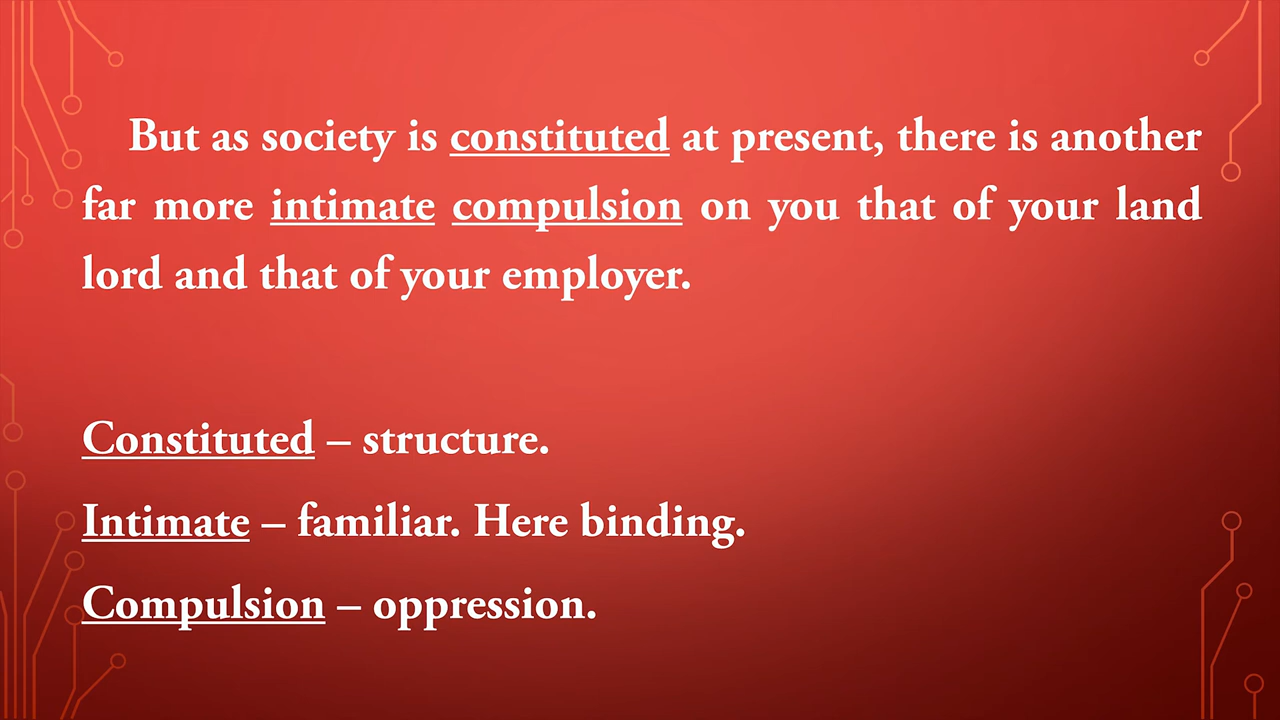 But as society is constituted at present, there is another
far more intimate compulsion on you that of your land
lord and that of your employer.
Constituted – structure.
Intimate – familiar. Here binding.
Compulsion – oppression.